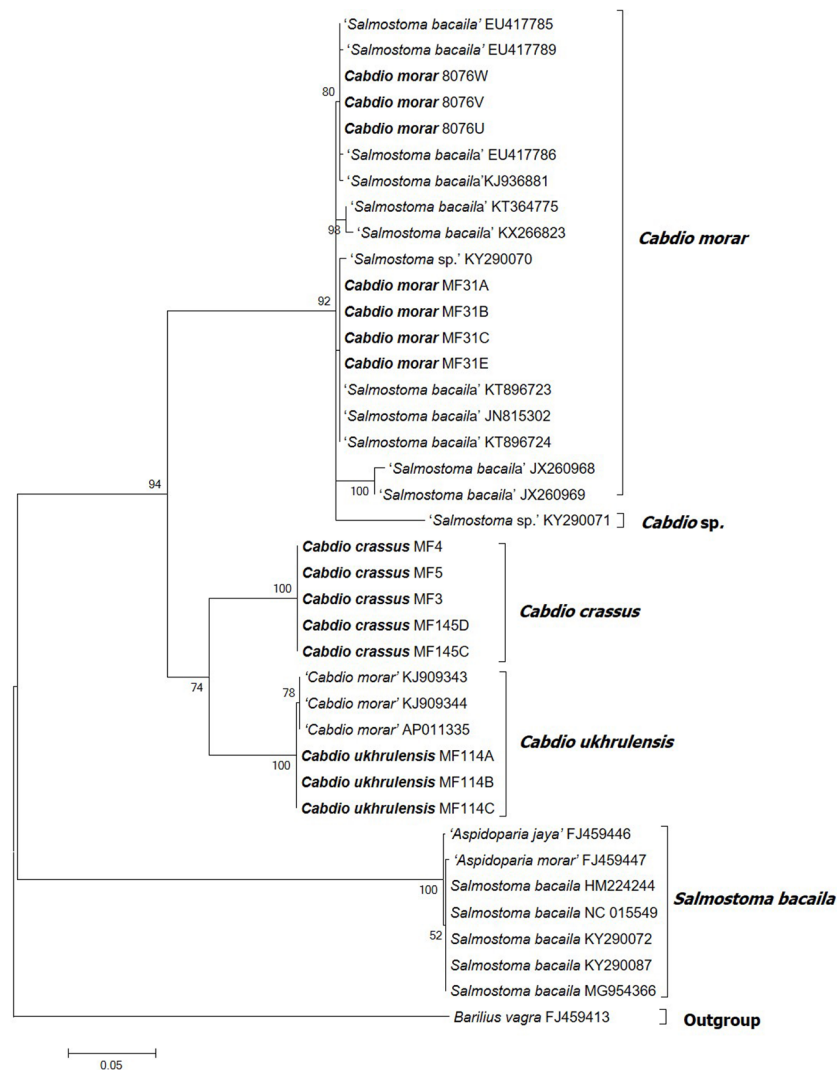 'Salmostoma bacaila' EU417785
'Salmostoma bacaila' EU417789
80
Cabdio morar 8076W
Cabdio morar 8076V
Cabdio morar 8076U
'Salmostoma bacaila' EU417786
'Salmostoma bacaila'KJ936881
'Salmostoma bacaila' KT364775
98
'Salmostoma bacaila' KX266823
Cabdio morar
'Salmostoma sp.' KY290070
Cabdio morar MF31A
92
Cabdio morar MF31B
Cabdio morar MF31C
Cabdio morar MF31E
'Salmostoma bacaila' KT896723
'Salmostoma bacaila' JN815302
'Salmostoma bacaila' KT896724
'Salmostoma bacaila' JX260968
94
100
'Salmostoma bacaila' JX260969
'Salmostoma sp.' KY290071
Cabdio sp.
Cabdio crassus MF4
Cabdio crassus MF5
100
Cabdio crassus MF3
Cabdio crassus
Cabdio crassus MF145D
Cabdio crassus MF145C
'Cabdio morar' KJ909343
74
78
'Cabdio morar' KJ909344
'Cabdio morar' AP011335
Cabdio ukhrulensis
Cabdio ukhrulensis MF114A
100
Cabdio ukhrulensis MF114B
Cabdio ukhrulensis MF114C
'Aspidoparia jaya' FJ459446
'Aspidoparia morar' FJ459447
100
Salmostoma bacaila HM224244
Salmostoma bacaila
Salmostoma bacaila NC 015549
52
Salmostoma bacaila KY290072
Salmostoma bacaila KY290087
Salmostoma bacaila MG954366
Barilius vagra FJ459413
Outgroup
0.05